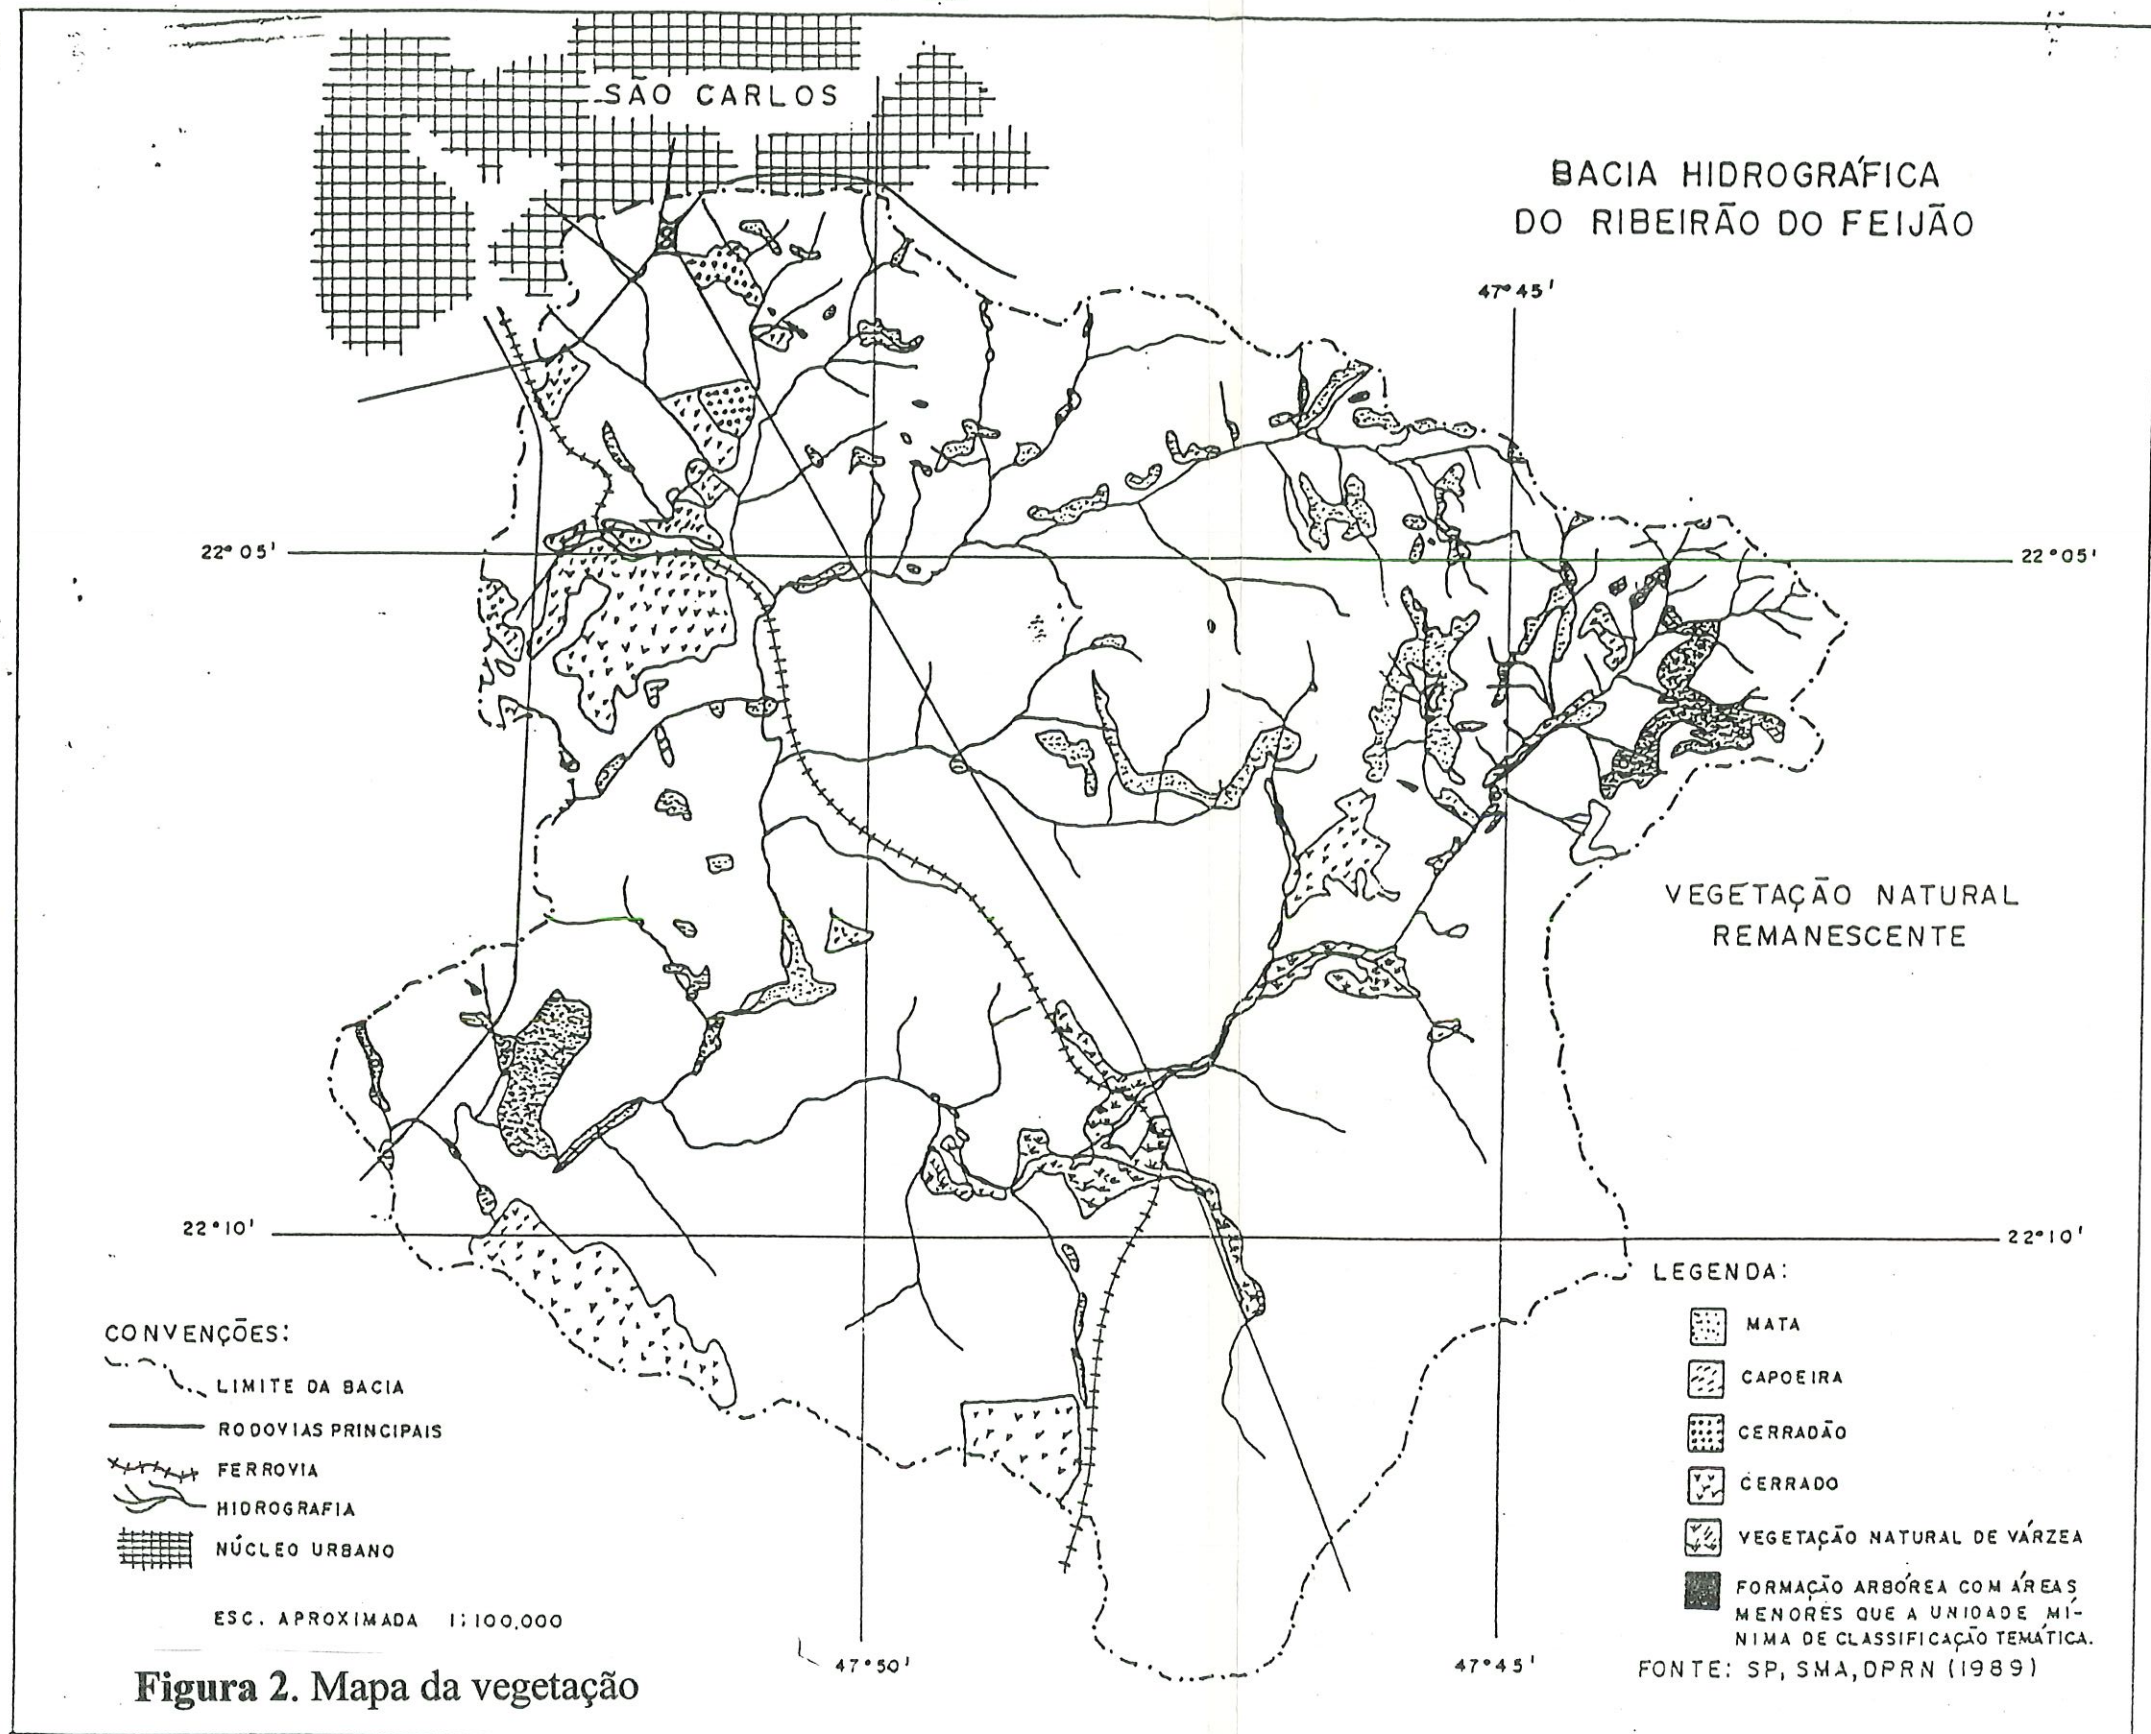 SÃO CARLOS
BACIA HIDROGRÁFICA
DO RIBEIRÃO DO FEIJÃO
47°45'
22°05'
22°05'
VEGETAÇÃO NATURAL
REMANESCENTE
22°10'
22°10'
CONVENÇÕES:
LIMITE DA BACIA
RODOVIAS PRINCIPAIS
FERROVIA
HIDROGRAFIA
NÚCLEO URBANO
ESC. APROXIMADA 1:100,000
LEGENDA:
MATA
CAPOEIRA
CERRADÃO
CERRADO
VEGETAÇÃO NATURAL DE VÁRZEA
FORMAÇÃO ARBÓREA COM ÁREAS
MENORES QUE A UNIDADE MÍ-
NIMA DE CLASSIFICAÇÃO TEMÁTICA.
FONTE: SP, SMA, DPRN (1989)
47°50'
47°45'
Figura 2. Mapa da vegetação